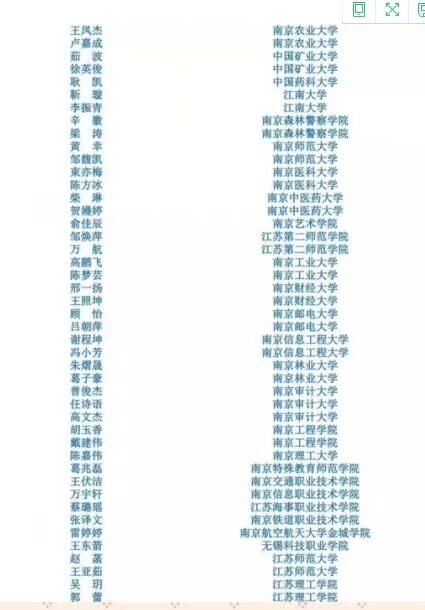 王凤杰 南京农业大学
卢嘉成 南京农业大学
茹 波 中国矿业大学
徐英俊 中国矿业大学
耿 凯 中国药科大学
靳 璇 江南大学
李振青 江南大学
辛 徽 南京森林警察学院
梁 涛 南京森林警察学院
黄 幸 南京师范大学
邹馥凯 南京师范大学
束亦梅 南京医科大学
陈方冰 南京医科大学
柴 琳 南京中医药大学
贺嫚婷 南京中医药大学
俞佳辰 南京艺术学院
邹焕萍 江苏第二师范学院
万 航 江苏第二师范学院
高鹏飞 南京工业大学
陈梦芸 南京工业大学
邢一扬 南京财经大学
王照坤 南京财经大学
顾 怡 南京邮电大学
吕朝萍 南京邮电大学
谢程坤 南京信息工程大学
冯小芳 南京信息工程大学
朱熠晟 南京林业大学
葛子豪 南京林业大学
曾俊杰 南京审计大学
任诗语 南京审计大学
高文杰 南京审计大学
胡玉香 南京工程学院
戴建伟 南京工程学院
陈嘉伟 南京理工大学
葛兆磊 南京特殊教育师范学院
王伏洁 南京交通职业技术学院
万宇轩 南京信息职业技术学院
蔡璐瑶 江苏海事职业技术学院
张译文 南京铁道职业技术学院
雷婷婷 南京航空航天大学金城学院
王东箭 无锡科技职业学院
赵 菡 江苏师范大学
王亚茹 江苏师范大学
吴 玥 江苏理工学院
郭 蕾 江苏理工学院